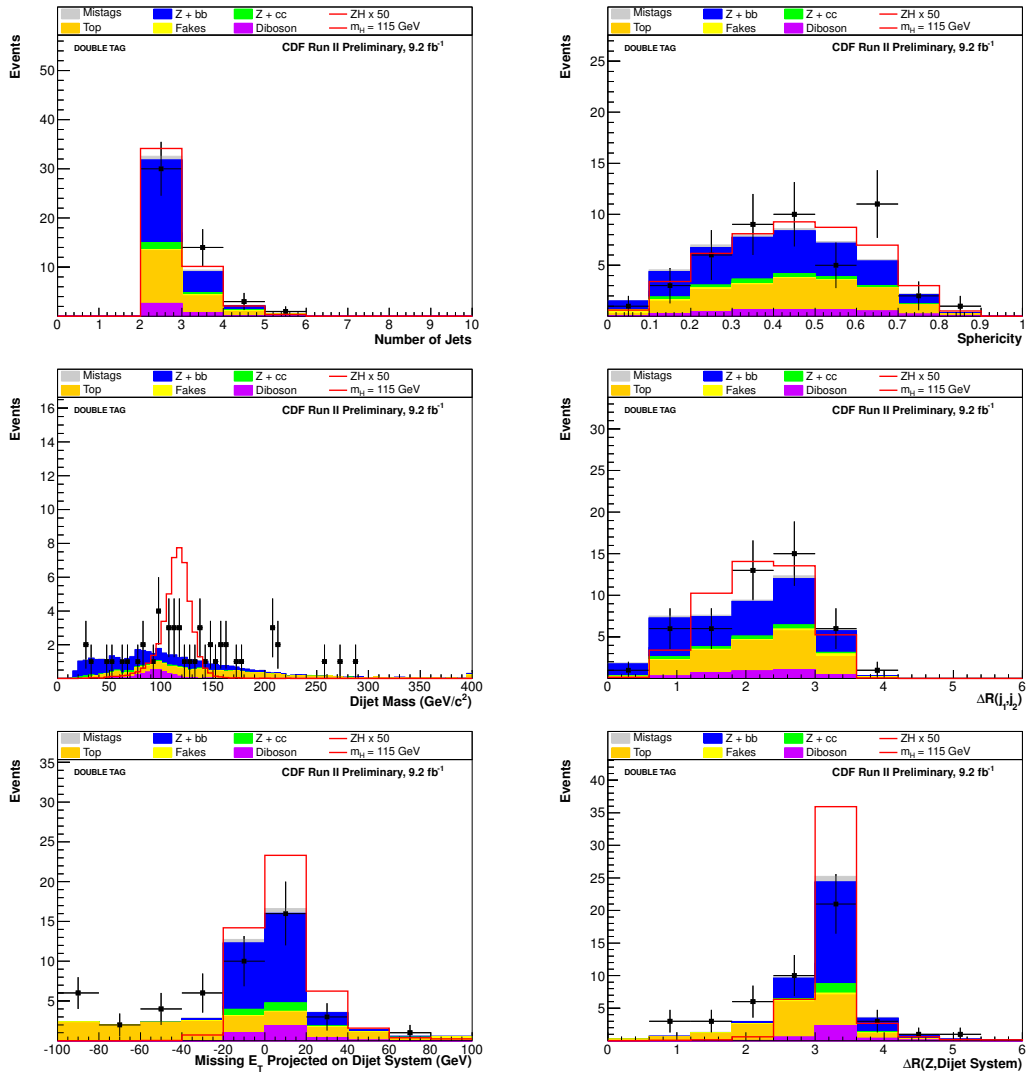 Mistags Z + bb Z + cc ZH x 50
Top Fakes Diboson m_H = 115 GeV
DOUBLE TAG CDF Run II Preliminary, 9.2 fb⁻¹
Events
50
40
30
20
10
0 1 2 3 4 5 6 7 8 9 10
Number of Jets
Mistags Z + bb Z + cc ZH x 50
Top Fakes Diboson m_H = 115 GeV
DOUBLE TAG CDF Run II Preliminary, 9.2 fb⁻¹
Events
25
20
15
10
5
0 0.1 0.2 0.3 0.4 0.5 0.6 0.7 0.8 0.9 1
Sphericity
Mistags Z + bb Z + cc ZH x 50
Top Fakes Diboson m_H = 115 GeV
DOUBLE TAG CDF Run II Preliminary, 9.2 fb⁻¹
Events
16
14
12
10
8
6
4
2
0 50 100 150 200 250 300 350 400
Dijet Mass (GeV/c²)
Mistags Z + bb Z + cc ZH x 50
Top Fakes Diboson m_H = 115 GeV
DOUBLE TAG CDF Run II Preliminary, 9.2 fb⁻¹
Events
30
25
20
15
10
5
0 1 2 3 4 5 6
ΔR(j₁,j₂)
Mistags Z + bb Z + cc ZH x 50
Top Fakes Diboson m_H = 115 GeV
DOUBLE TAG CDF Run II Preliminary, 9.2 fb⁻¹
Events
35
30
25
20
15
10
5
-100 -80 -60 -40 -20 0 20 40 60 80 100
Missing E_T Projected on Dijet System (GeV)
Mistags Z + bb Z + cc ZH x 50
Top Fakes Diboson m_H = 115 GeV
DOUBLE TAG CDF Run II Preliminary, 9.2 fb⁻¹
Events
40
35
30
25
20
15
10
5
0 1 2 3 4 5 6
ΔR(Z,Dijet System)